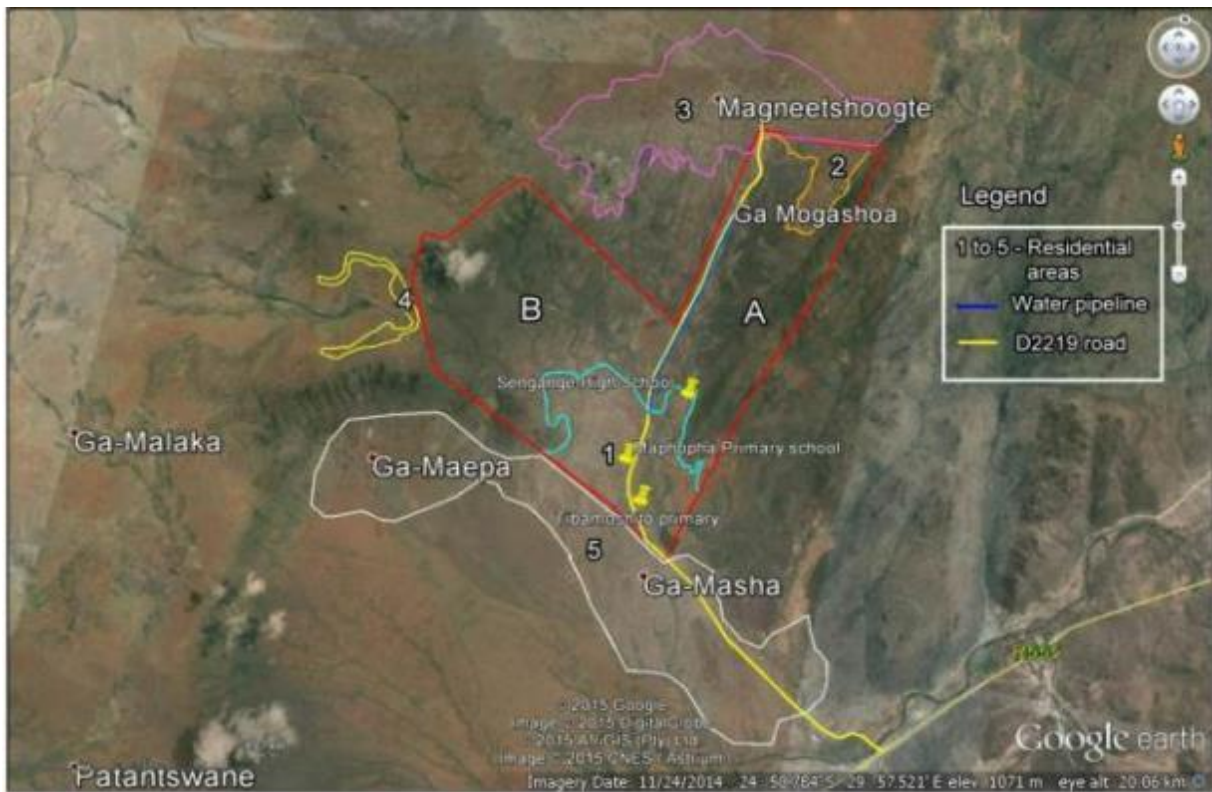 3
Magneetshoogte
2
Ga Mogashoa
Legend
1 to 5 - Residential
areas
Water pipeline
D2219 road
4
B
A
Sengange High School
Ga-Malaka
Ga-Maepa
1
Maphopha Primary school
Tibamoshito primary
5
Ga-Masha
© 2015 Google
Image © 2015 DigitalGlobe
© 2015 AfriGIS (Pty) Ltd.
Image © 2015 CNES / Astrium
Google earth
Patantswane
Imagery Date: 11/24/2014
29°57.521' E elev 1071 m eye alt 20.06 km